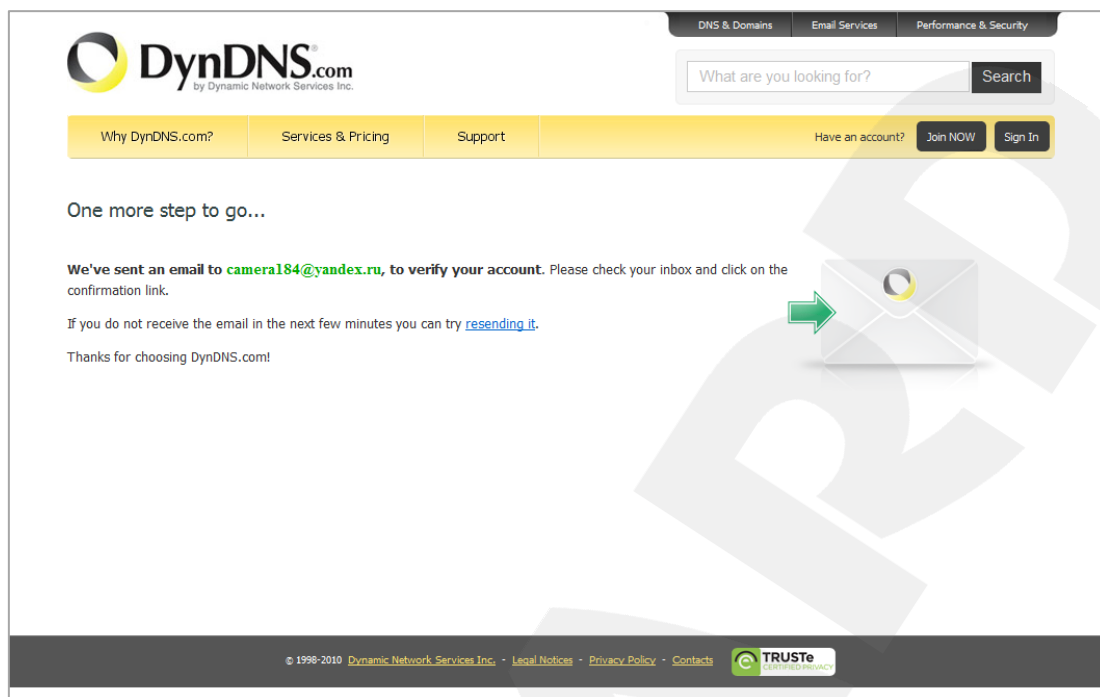 DNS & Domains Email Services Performance & Security
DynDNS.com
by Dynamic Network Services Inc.
What are you looking for? Search
Why DynDNS.com? Services & Pricing Support Have an account? Join NOW Sign In
One more step to go...
We've sent an email to camera184@yandex.ru, to verify your account. Please check your inbox and click on the
confirmation link.
If you do not receive the email in the next few minutes you can try resending it.
Thanks for choosing DynDNS.com!
© 1998-2010 Dynamic Network Services Inc. - Legal Notices - Privacy Policy - Contacts TRUSTe
CERTIFIED PRIVACY